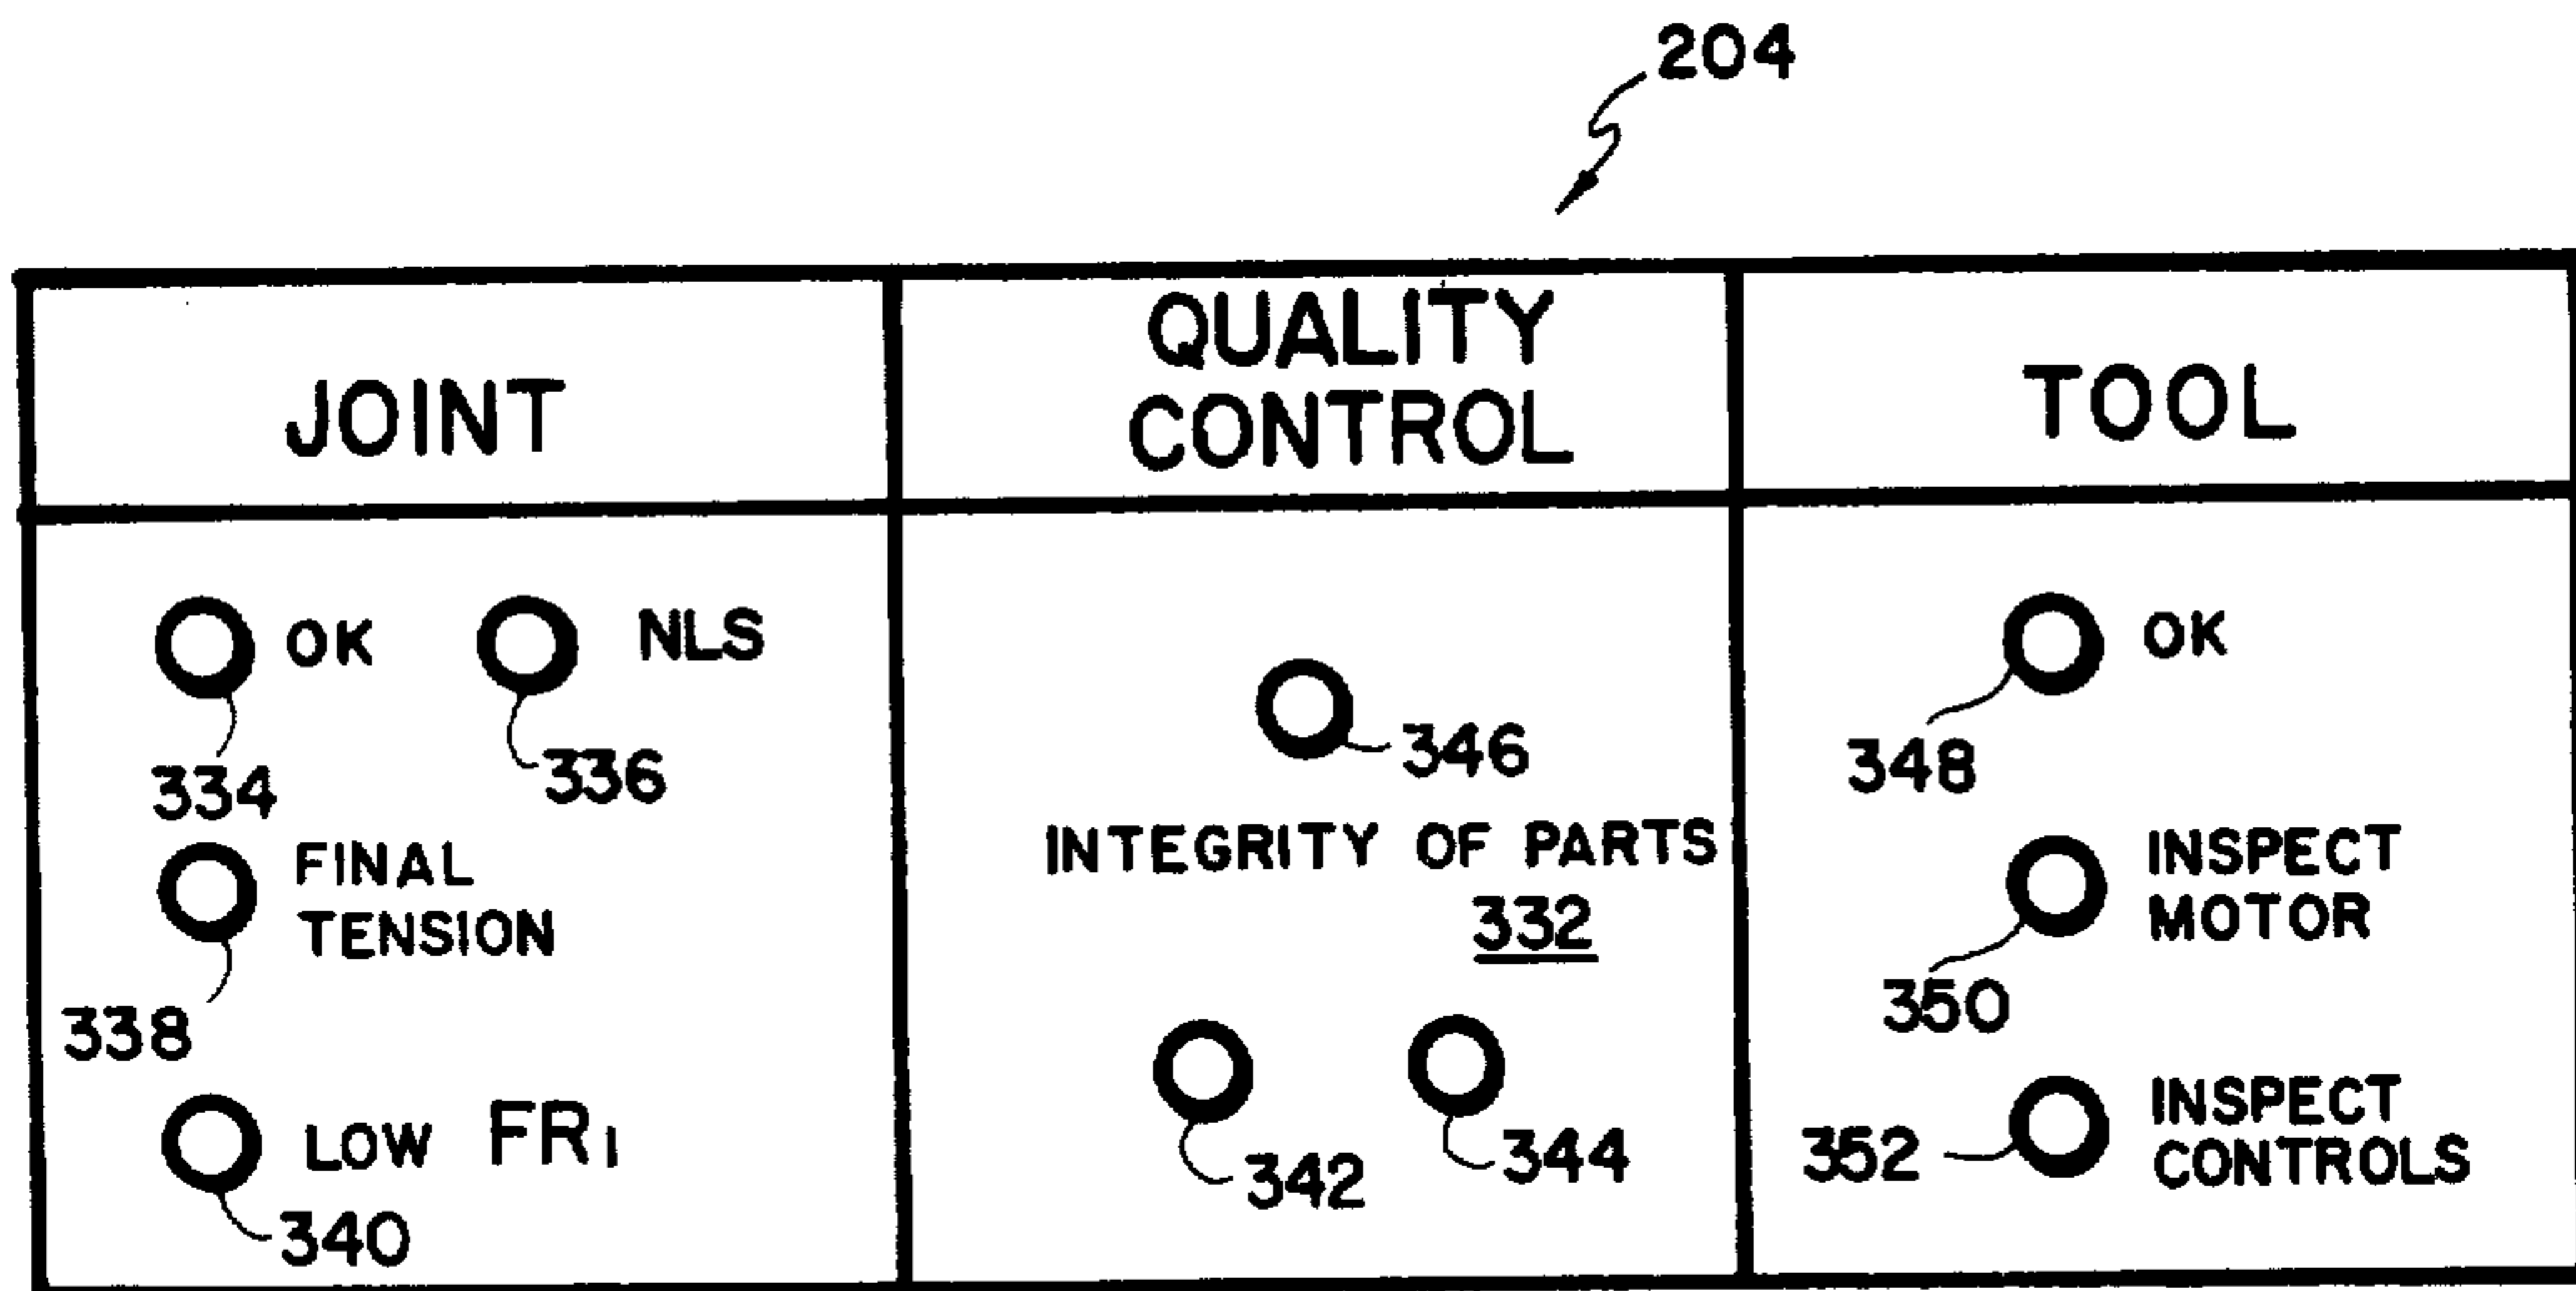 204
JOINT
QUALITY
CONTROL
TOOL
OK NLS
334 336
FINAL
TENSION
338
LOW FR1
340
346
INTEGRITY OF PARTS
332
342 344
OK
348
INSPECT
MOTOR
350
INSPECT
CONTROLS
352